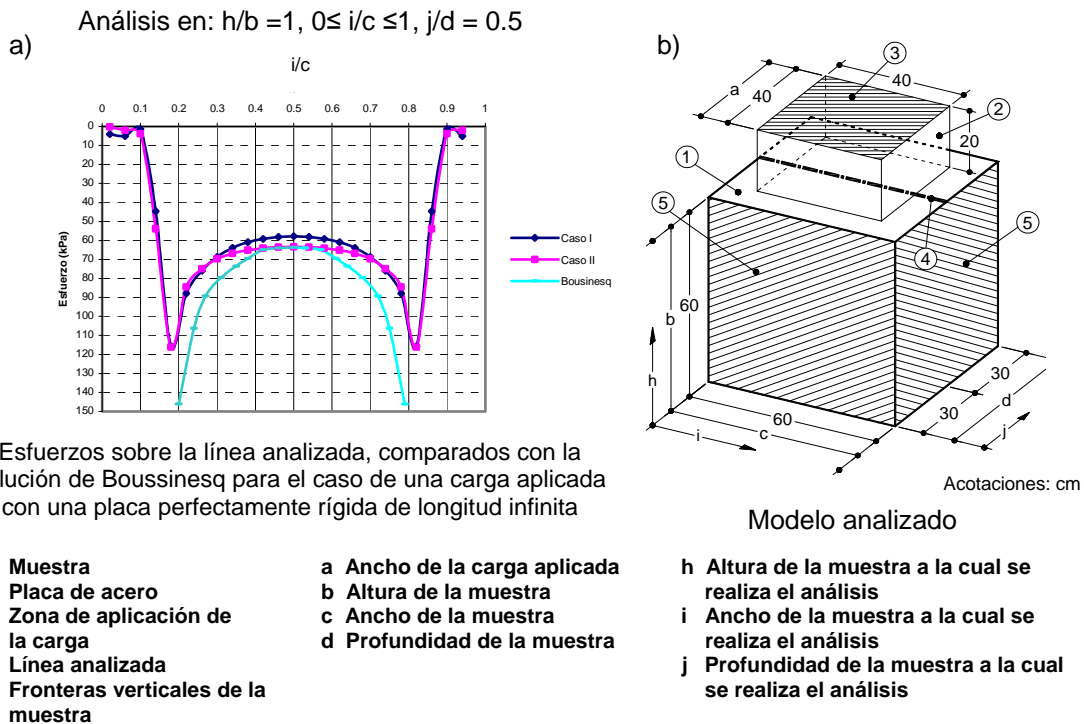 Análisis en: h/b =1, 0≤ i/c ≤1, j/d = 0.5
a)
i/c
0 0.1 0.2 0.3 0.4 0.5 0.6 0.7 0.8 0.9 1
0
10
20
30
40
50
60
70
80
90
100
110
120
130
140
150
Esfuerzo (kPa)
Caso I
Caso II
Bousinesq
b)
3
40
a
40
2
20
1
5
5
4
b
60
h
60
i
c
30
30
d
j
Acotaciones: cm
Esfuerzos sobre la línea analizada, comparados con la
lución de Boussinesq para el caso de una carga aplicada
con una placa perfectamente rígida de longitud infinita
Modelo analizado
Muestra
Placa de acero
Zona de aplicación de
la carga
Línea analizada
Fronteras verticales de la
muestra
a Ancho de la carga aplicada
b Altura de la muestra
c Ancho de la muestra
d Profundidad de la muestra
h Altura de la muestra a la cual se
realiza el análisis
i Ancho de la muestra a la cual se
realiza el análisis
j Profundidad de la muestra a la cual
se realiza el análisis